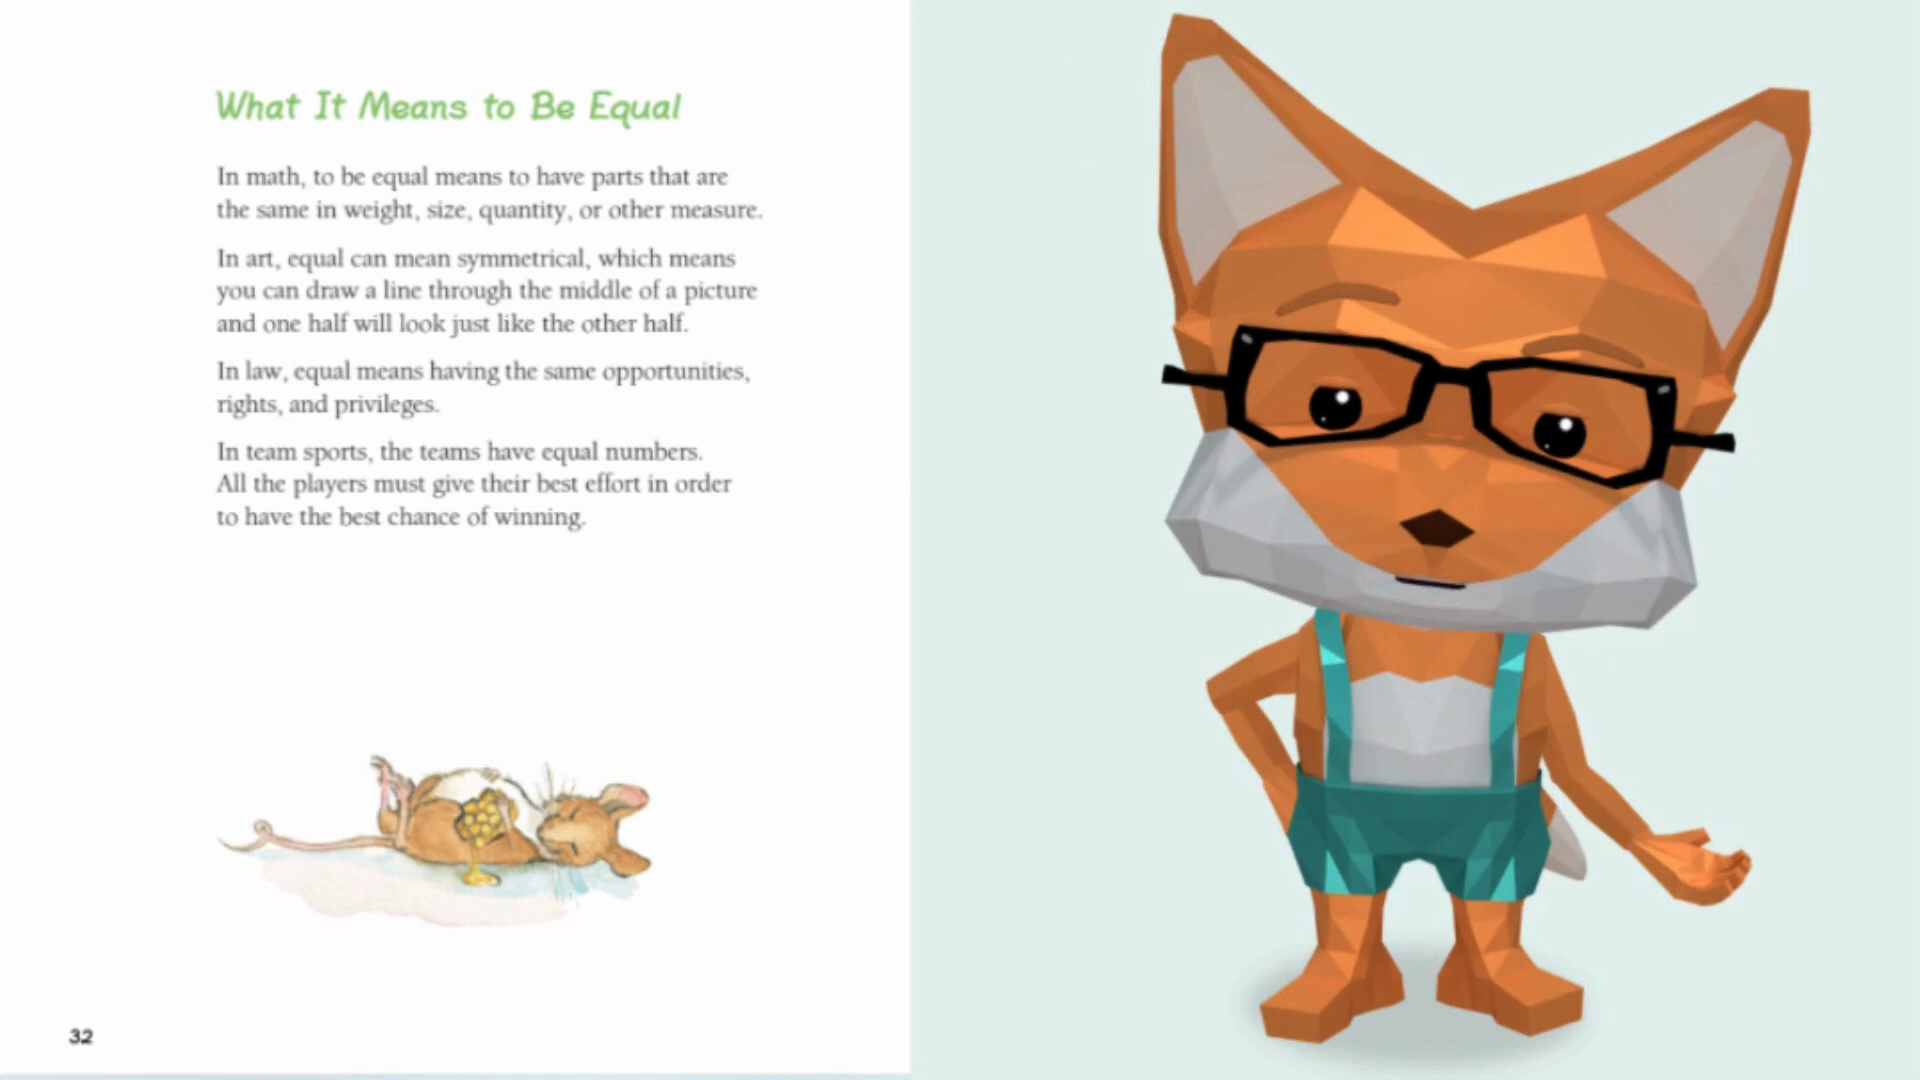 What It Means to Be Equal
In math, to be equal means to have parts that are
the same in weight, size, quantity, or other measure.
In art, equal can mean symmetrical, which means
you can draw a line through the middle of a picture
and one half will look just like the other half.
In law, equal means having the same opportunities,
rights, and privileges.
In team sports, the teams have equal numbers.
All the players must give their best effort in order
to have the best chance of winning.
32